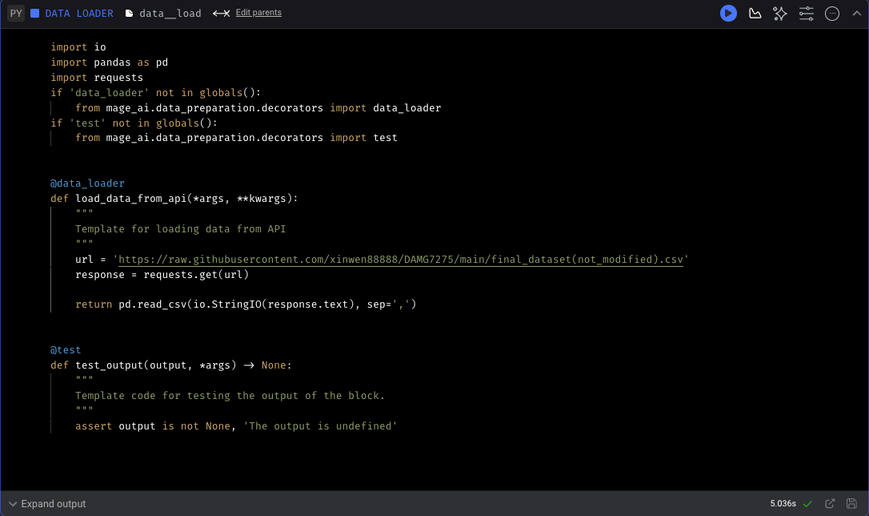 PY DATA LOADER data__load Edit parents
import io
import pandas as pd
import requests
if 'data_loader' not in globals():
    from mage_ai.data_preparation.decorators import data_loader
if 'test' not in globals():
    from mage_ai.data_preparation.decorators import test
@data_loader
def load_data_from_api(*args, **kwargs):
    """
    Template for loading data from API
    """
    url = 'https://raw.githubusercontent.com/xinwen88888/DAMG7275/main/final_dataset(not_modified).csv'
    response = requests.get(url)
    return pd.read_csv(io.StringIO(response.text), sep=',')
@test
def test_output(output, *args) -> None:
    """
    Template code for testing the output of the block.
    """
    assert output is not None, 'The output is undefined'
Expand output 5.036s